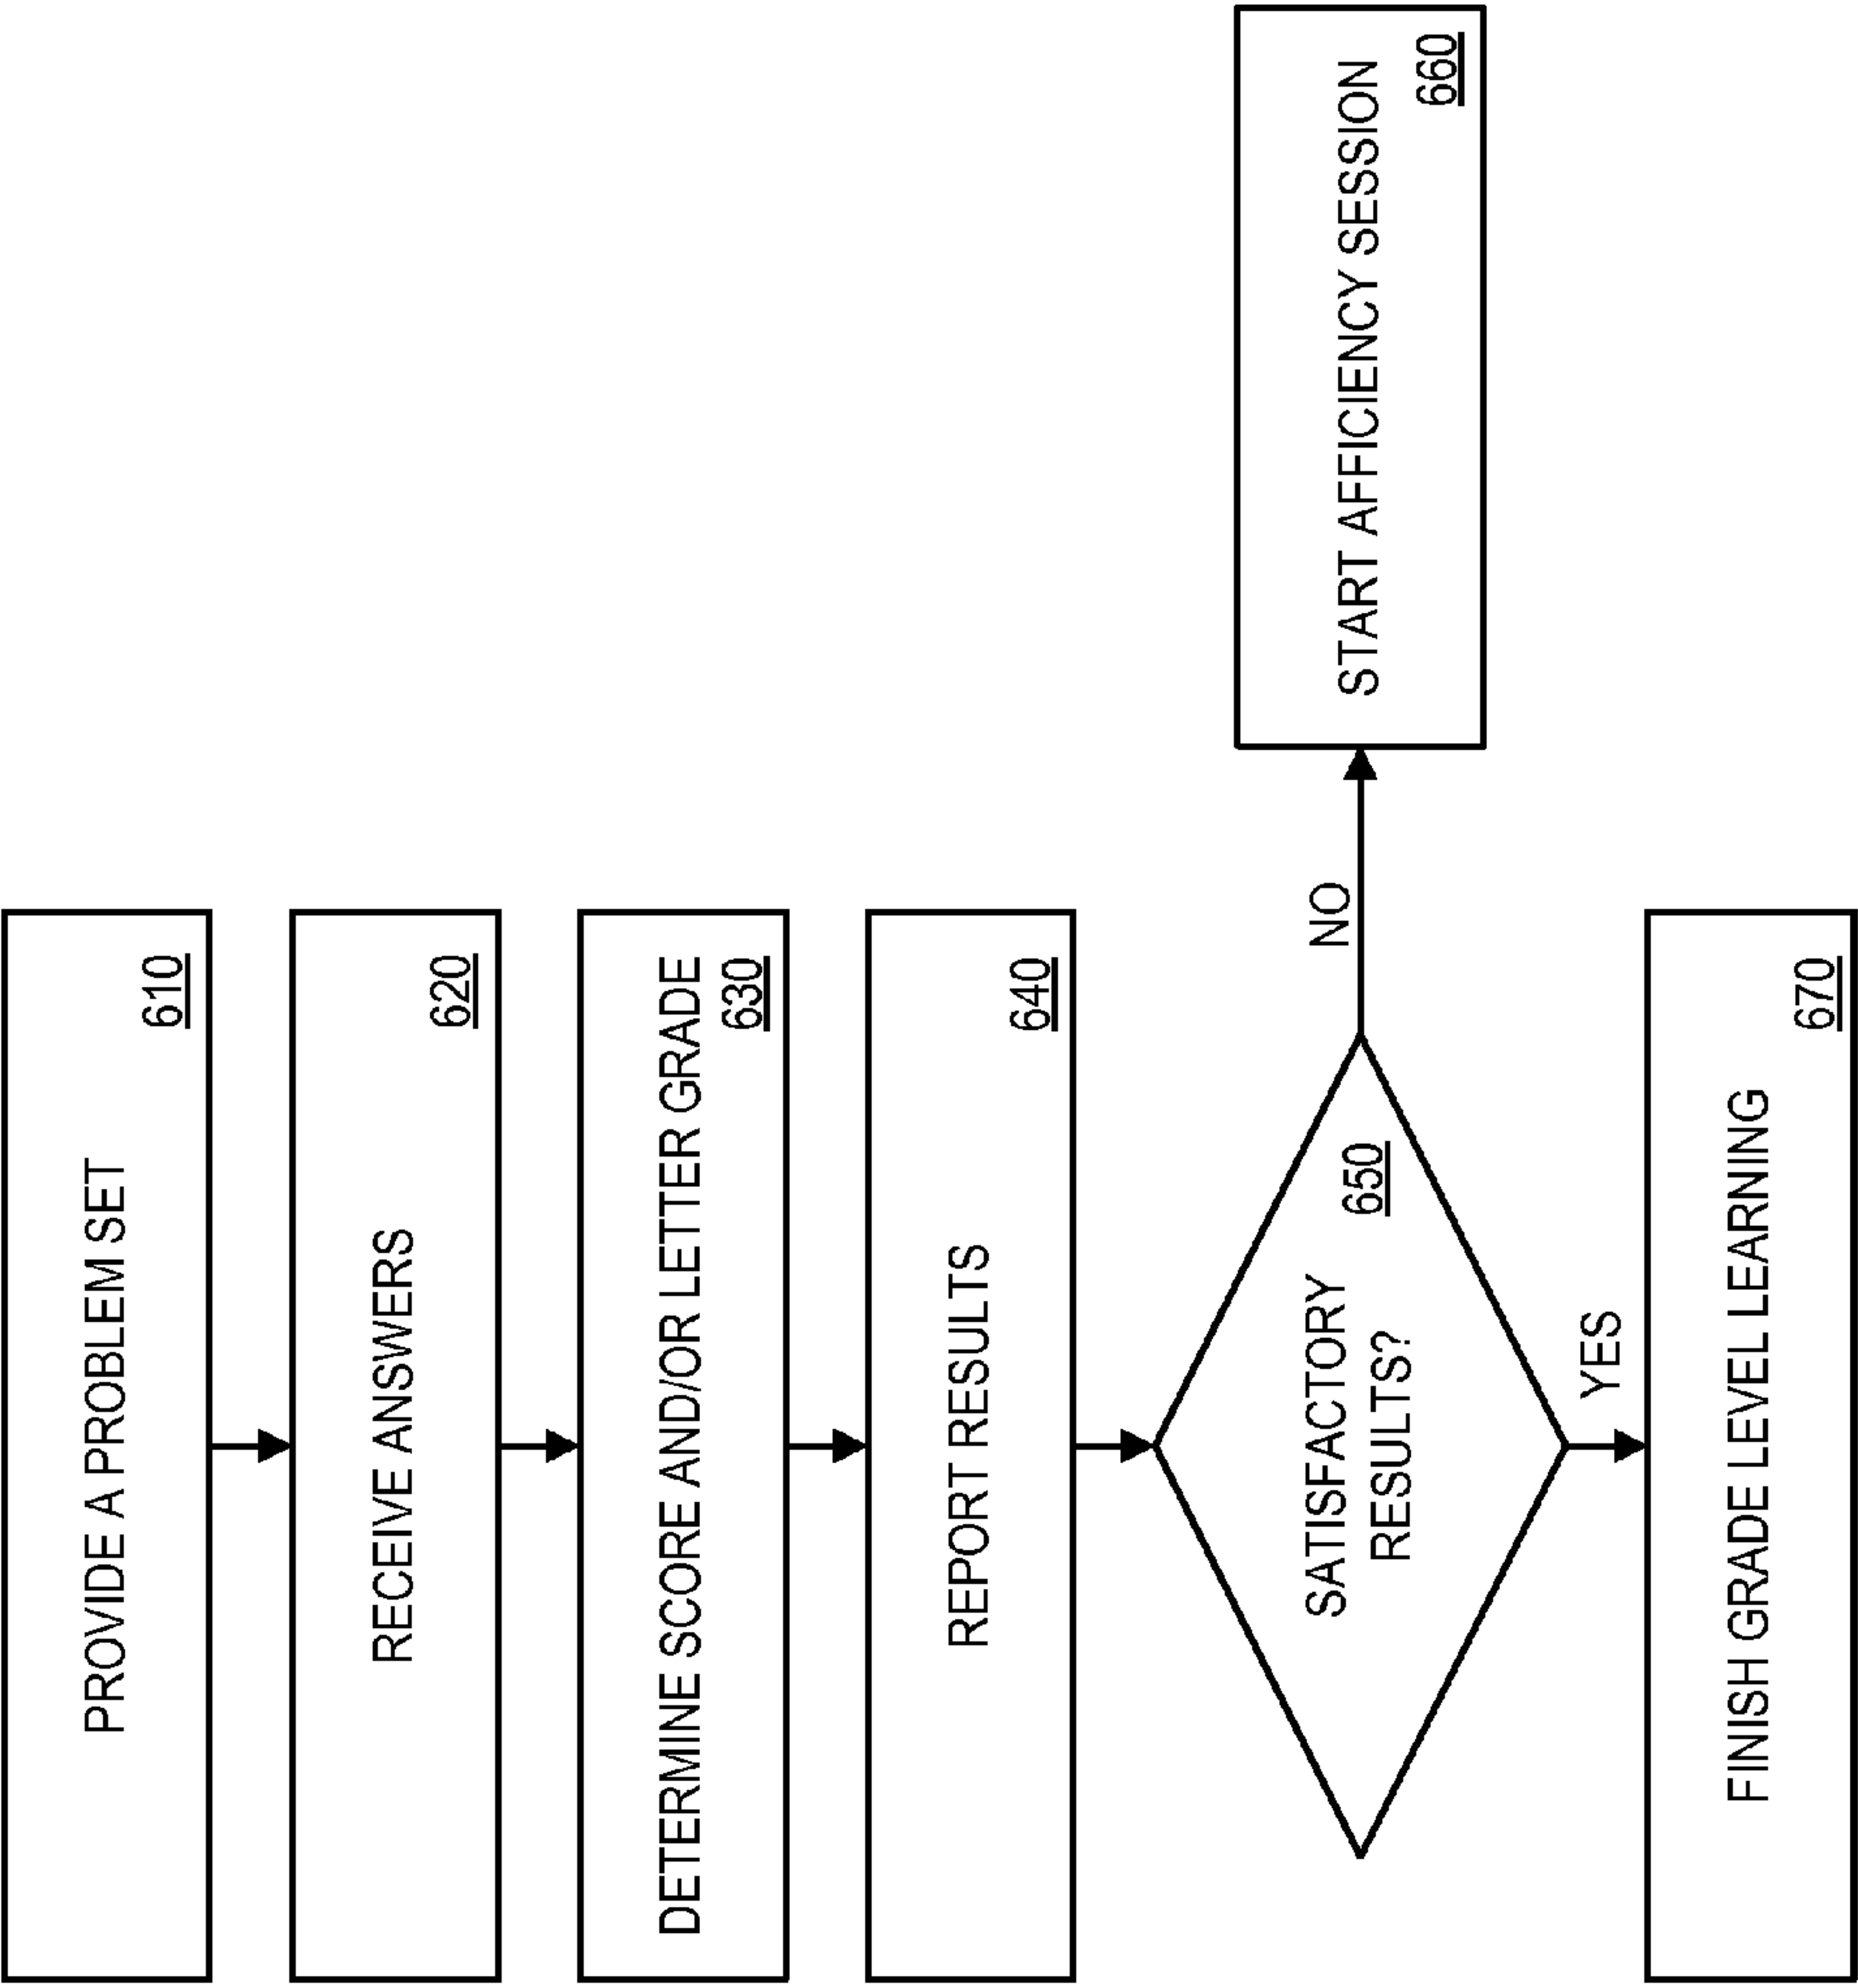 PROVIDE A PROBLEM SET
610
RECEIVE ANSWERS
620
DETERMINE SCORE AND/OR LETTER GRADE
630
REPORT RESULTS
640
SATISFACTORY
RESULTS?
650
NO
START AFFICIENCY SESSION
660
YES
FINISH GRADE LEVEL LEARNING
670